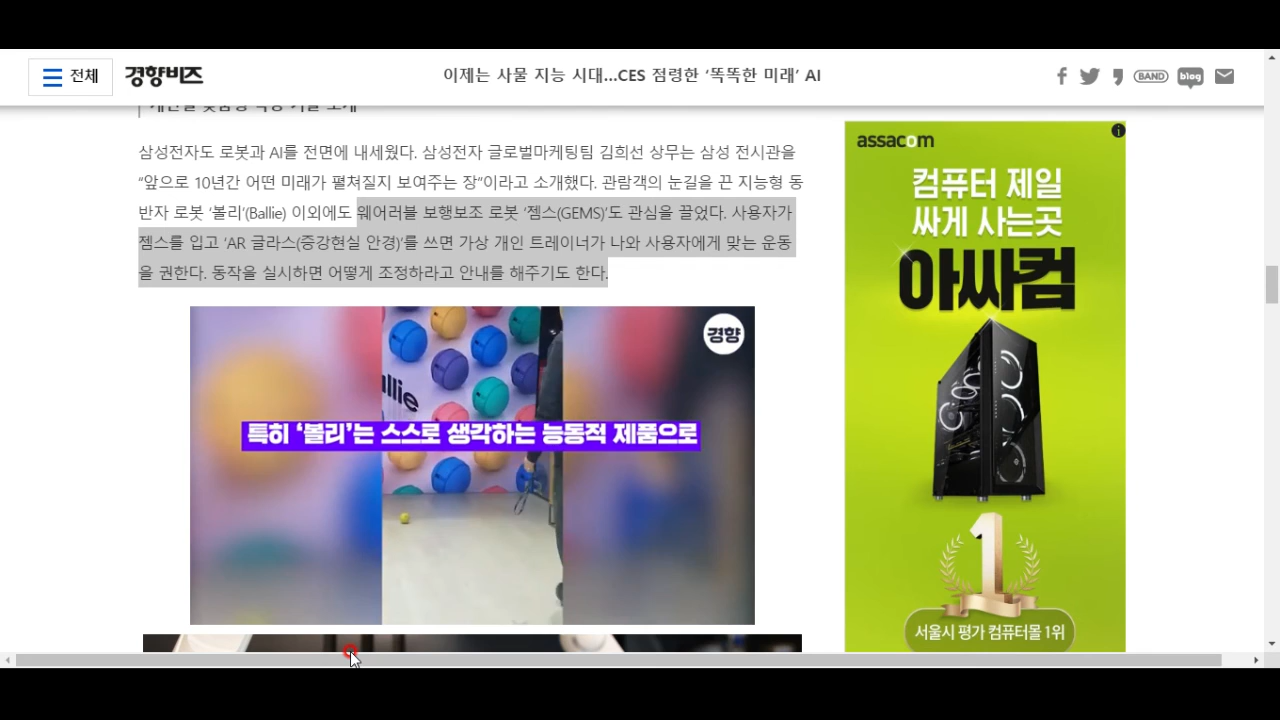 전체
경향비즈
이제는 사물 지능 시대...CES 점령한 ‘똑똑한 미래’ AI
BAND
blog
삼성전자도 로봇과 AI를 전면에 내세웠다. 삼성전자 글로벌마케팅팀 김희선 상무는 삼성 전시관을
“앞으로 10년간 어떤 미래가 펼쳐질지 보여주는 장”이라고 소개했다. 관람객의 눈길을 끈 지능형 동
반자 로봇 ‘볼리’(Ballie) 이외에도 웨어러블 보행보조 로봇 ‘젬스(GEMS)’도 관심을 끌었다. 사용자가
젬스를 입고 ‘AR 글라스(증강현실 안경)’를 쓰면 가상 개인 트레이너가 나와 사용자에게 맞는 운동
을 권한다. 동작을 실시하면 어떻게 조정하라고 안내를 해주기도 한다.
경향
llie
특히 ‘볼리’는 스스로 생각하는 능동적 제품으로
assacom
컴퓨터 제일
싸게 사는곳
아싸컴
1
서울시 평가 컴퓨터몰 1위